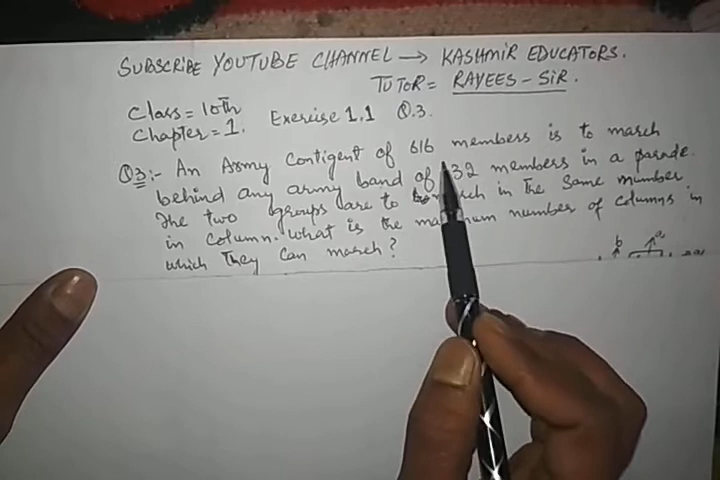 SUBSCRIBE YOUTUBE CHANNEL → KASHMIR EDUCATORS.
TUTOR = RAYEES - SIR.
Class = 10th
Chapter = 1. Exercise 1.1 Q.3.
Q3:- An Army Contigent of 616 members is to march
behind any army band of 32 members in a parade.
The two groups are to march in the same number
in column. What is the maximum number of columns in
which they can march?
b